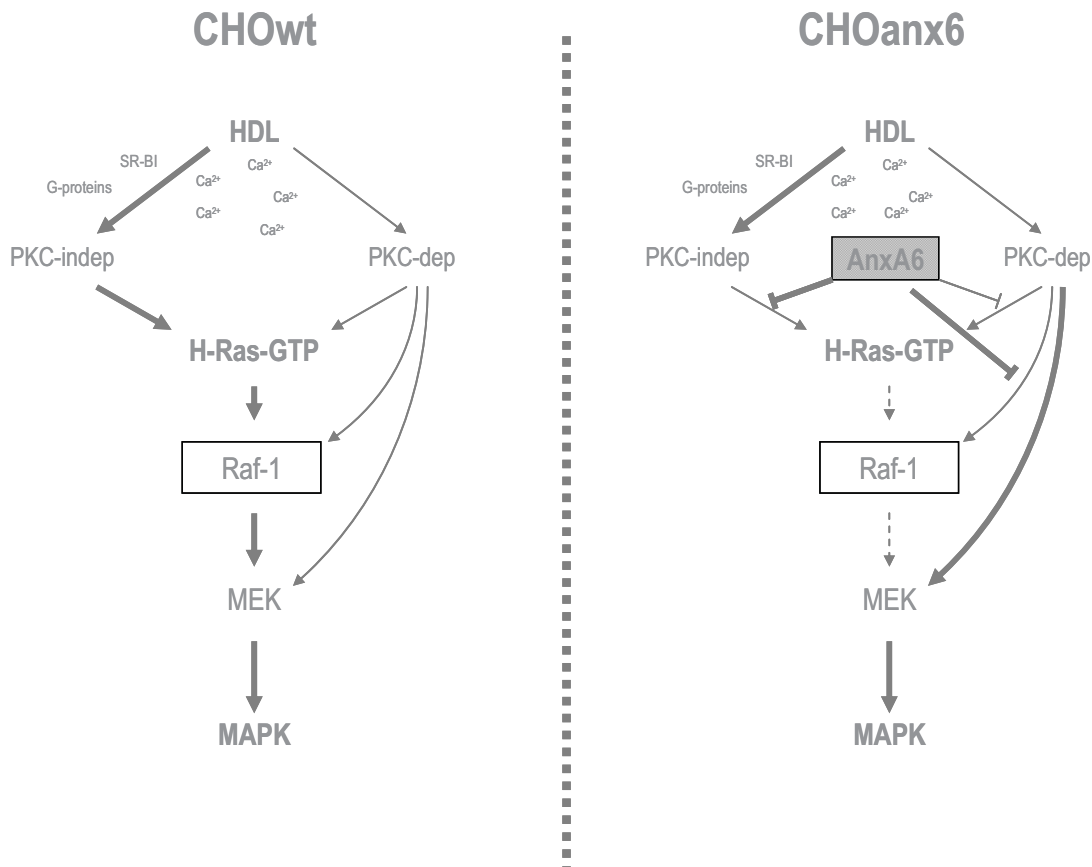 CHOwt
HDL
SR-BI
Ca²⁺
G-proteins
Ca²⁺
Ca²⁺
Ca²⁺
Ca²⁺
PKC-indep
PKC-dep
H-Ras-GTP
Raf-1
MEK
MAPK
CHOanx6
HDL
SR-BI
Ca²⁺
G-proteins
Ca²⁺
Ca²⁺
Ca²⁺
Ca²⁺
PKC-indep
AnxA6
PKC-dep
H-Ras-GTP
Raf-1
MEK
MAPK